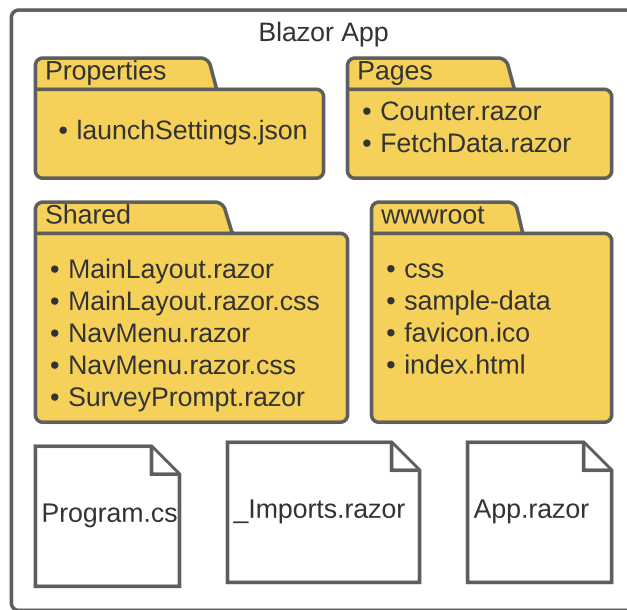 Blazor App
Properties
• launchSettings.json
Pages
• Counter.razor
• FetchData.razor
Shared
• MainLayout.razor
• MainLayout.razor.css
• NavMenu.razor
• NavMenu.razor.css
• SurveyPrompt.razor
wwwroot
• css
• sample-data
• favicon.ico
• index.html
Program.cs
_Imports.razor
App.razor